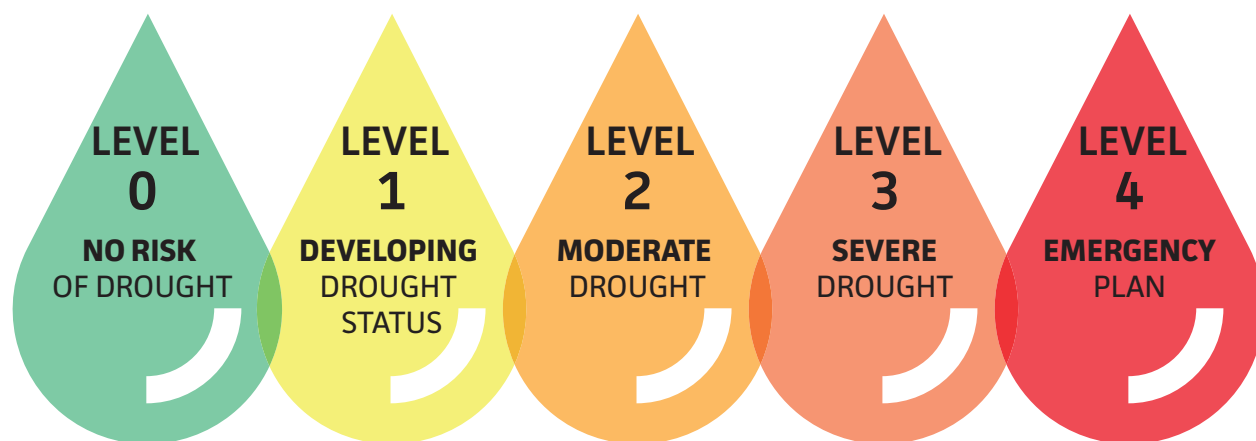 LEVEL
0
NO RISK
OF DROUGHT
LEVEL
1
DEVELOPING
DROUGHT
STATUS
LEVEL
2
MODERATE
DROUGHT
LEVEL
3
SEVERE
DROUGHT
LEVEL
4
EMERGENCY
PLAN